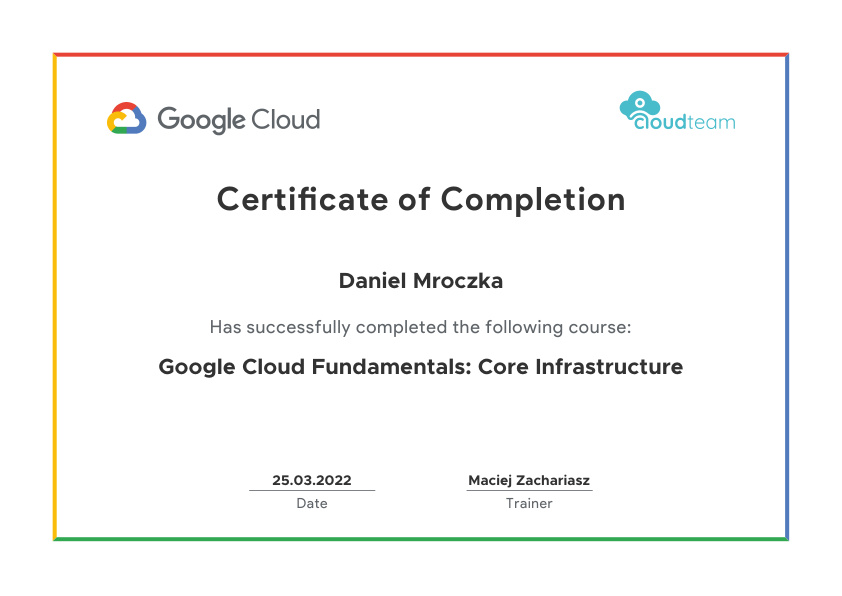 Google Cloud
cloudteam
Certificate of Completion
Daniel Mroczka
Has successfully completed the following course:
Google Cloud Fundamentals: Core Infrastructure
25.03.2022
Maciej Zachariasz
Date
Trainer